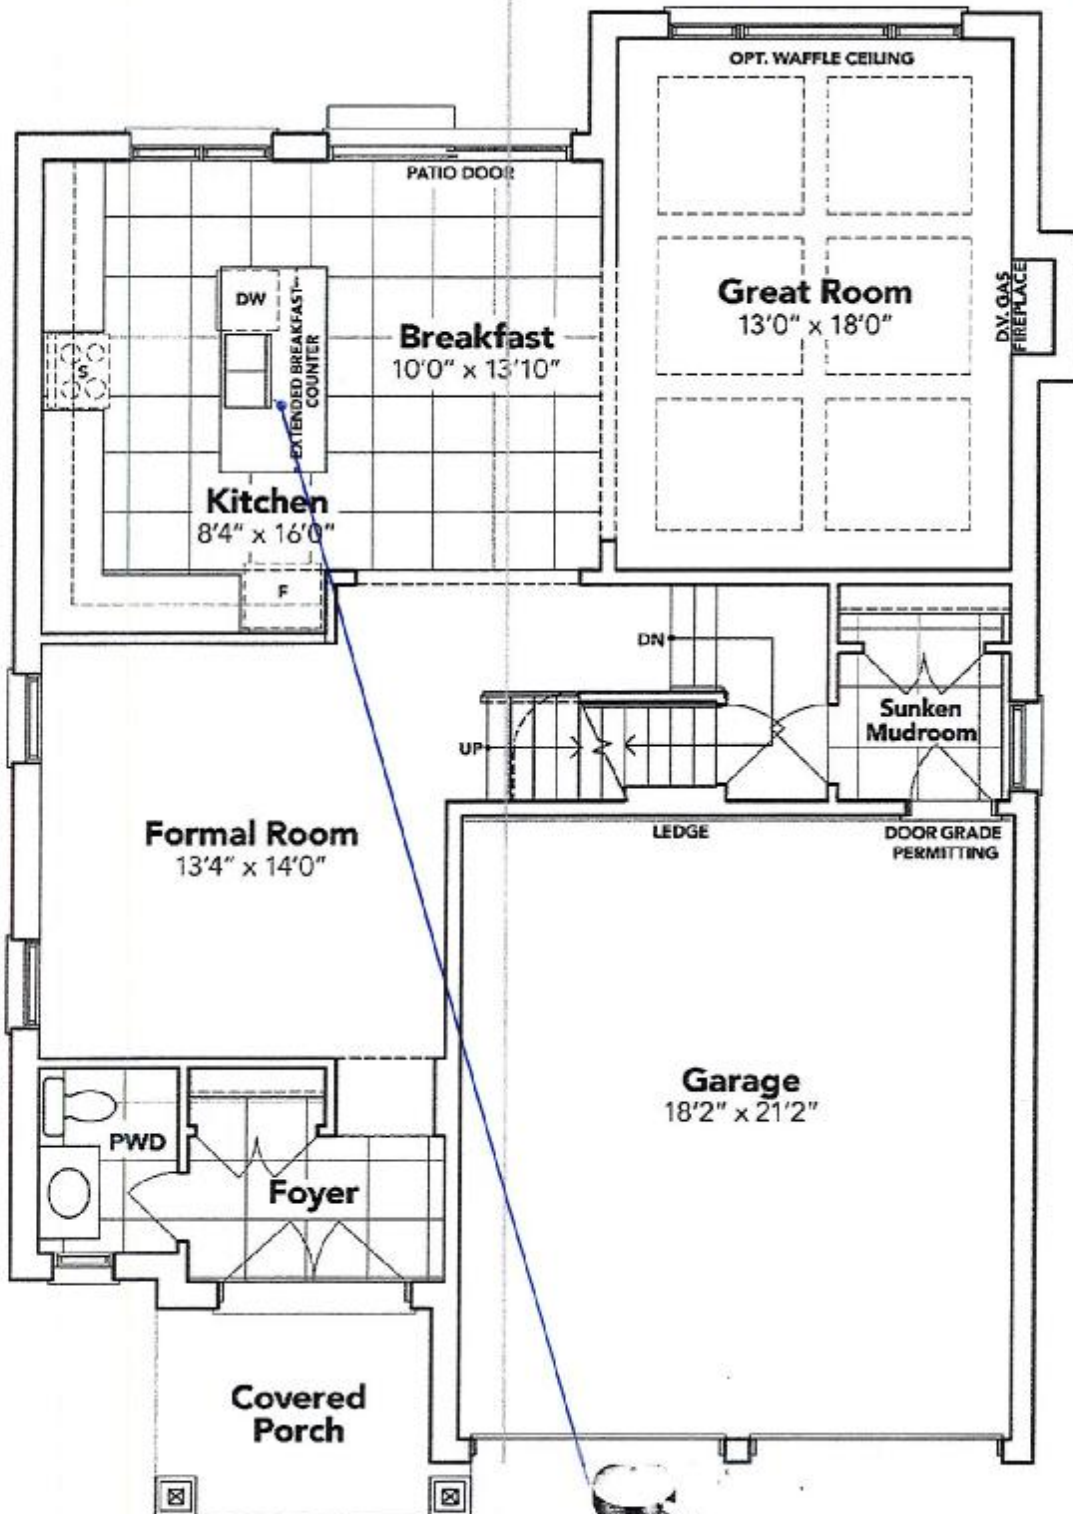 OPT. WAFFLE CEILING
PATIO DOOR
DW
EXTENDED BREAKFAST
COUNTER
Breakfast
10'0" x 13'10"
Great Room
13'0" x 18'0"
D.V. GAS
FIREPLACE
S
Kitchen
8'4" x 16'0"
F
DN
UP
Sunken
Mudroom
Formal Room
13'4" x 14'0"
LEDGE
DOOR GRADE
PERMITTING
Garage
18'2" x 21'2"
PWD
Foyer
Covered
Porch